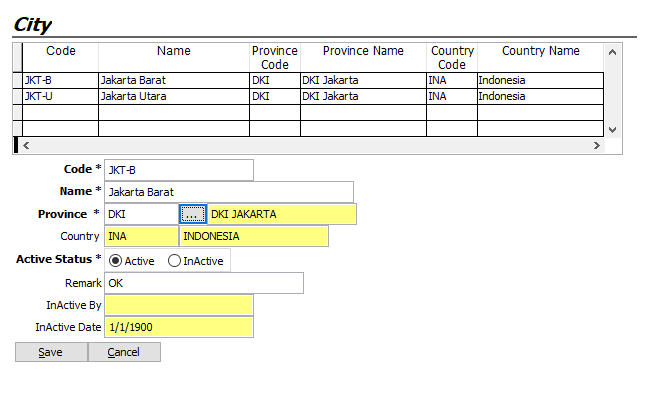 City
Code Name Province Code Province Name Country Code Country Name
JKT-B Jakarta Barat DKI DKI Jakarta INA Indonesia
JKT-U Jakarta Utara DKI DKI Jakarta INA Indonesia
Code * JKT-B
Name * Jakarta Barat
Province * DKI ... DKI JAKARTA
Country INA INDONESIA
Active Status * Active InActive
Remark OK
InActive By
InActive Date 1/1/1900
Save Cancel